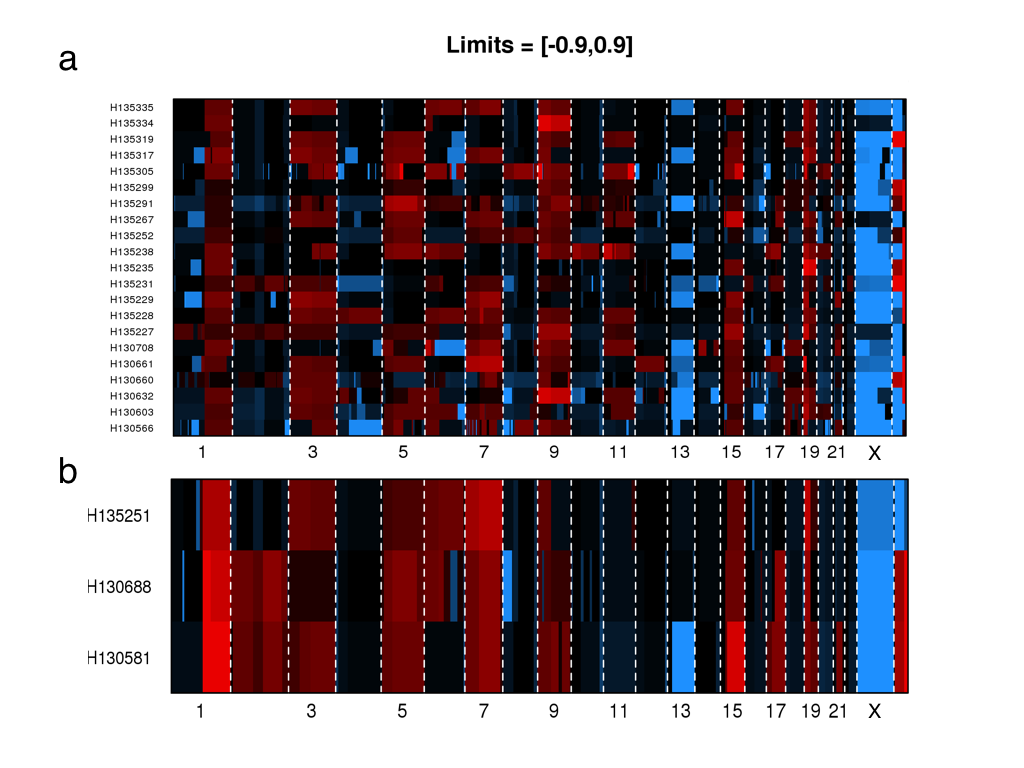 Limits = [-0.9,0.9]
a
H135335
H135334
H135319
H135317
H135305
H135299
H135291
H135267
H135252
H135238
H135235
H135231
H135229
H135228
H135227
H130708
H130661
H130660
H130632
H130603
H130566
1 3 5 7 9 11 13 15 17 19 21 X
b
H135251
H130688
H130581
1 3 5 7 9 11 13 15 17 19 21 X